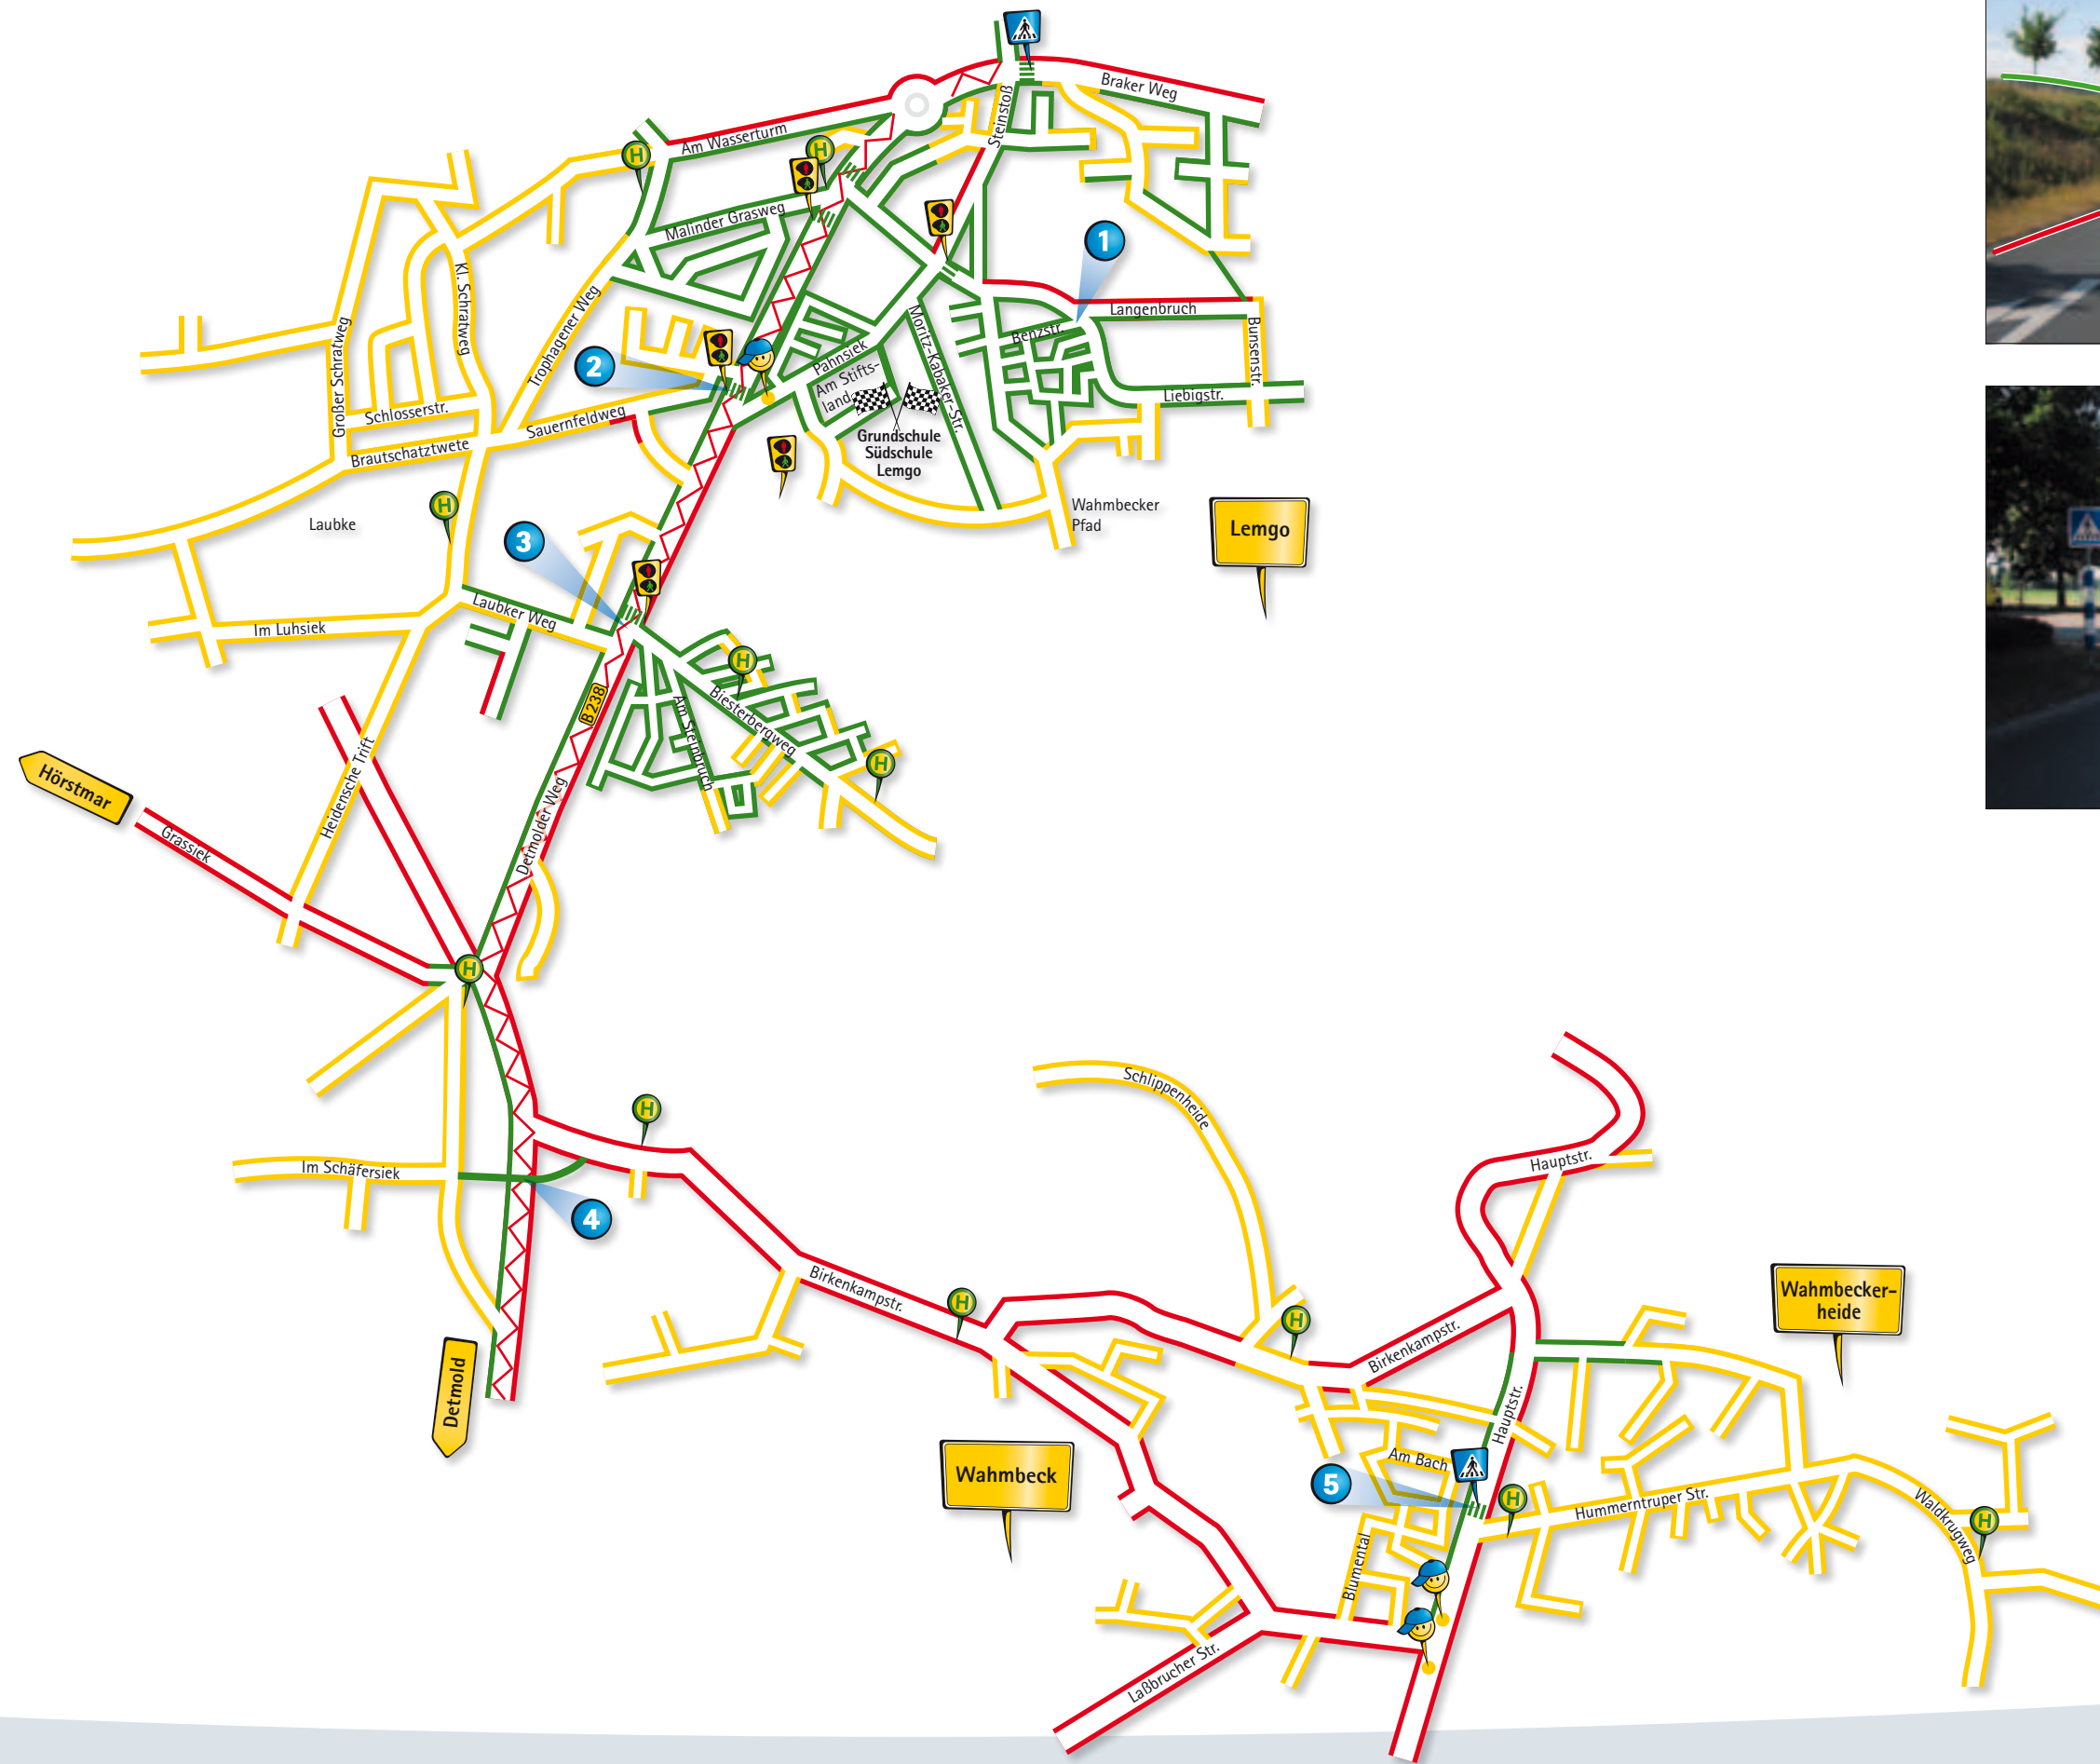 Braker Weg
Am Wasserturm
Steinstoß
H
H
Malinder Grasweg
1
Kl. Schratweg
Trophagener Weg
Langenbruch
Großer Schratweg
Moritz-Kabaker-Str.
Benzstr.
Bunsenstr.
2
Pahnsiek
Am Stifts-
land
Liebigstr.
Schlosserstr.
Sauernfeldweg
Brautschatztwete
Grundschule
Südschule
Lemgo
H
Wahmbecker
Pfad
Laubke
Lemgo
3
Laubker Weg
Im Luhsiek
H
B238
Am Steinbruch
Biesterbergweg
H
Hörstmar
Heidensche Trift
Grassiek
Detmolder Weg
H
Schlippenheide
H
Hauptstr.
Im Schäfersiek
4
Birkenkampstr.
H
H
Wahmbecker-
heide
Birkenkampstr.
Detmold
Hauptstr.
Wahmbeck
Am Bach
5
H
Hummerntruper Str.
Waldkrugweg
H
Blumental
Laßbrucher Str.